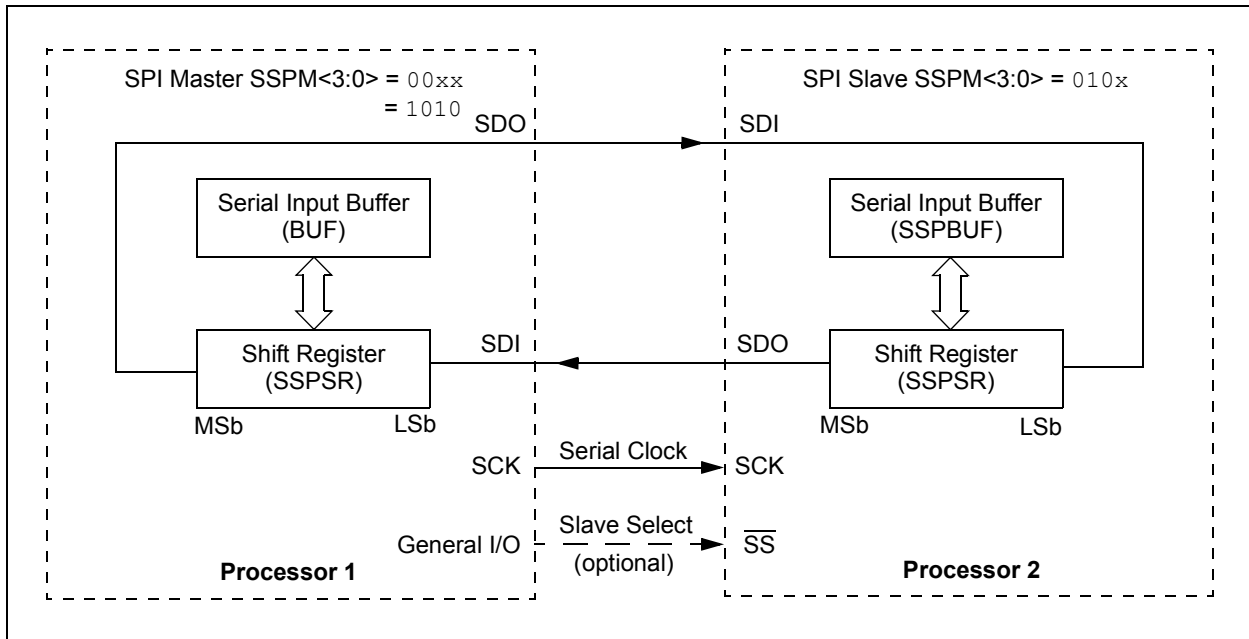 SPI Master SSPM<3:0> = 00xx
= 1010
SDO
Serial Input Buffer
(BUF)
Shift Register
(SSPSR)
MSb
LSb
SDI
SCK
General I/O
Processor 1
Serial Clock
Slave Select
(optional)
SPI Slave SSPM<3:0> = 010x
SDI
Serial Input Buffer
(SSPBUF)
SDO
Shift Register
(SSPSR)
MSb
LSb
SCK
S̅S̅
Processor 2